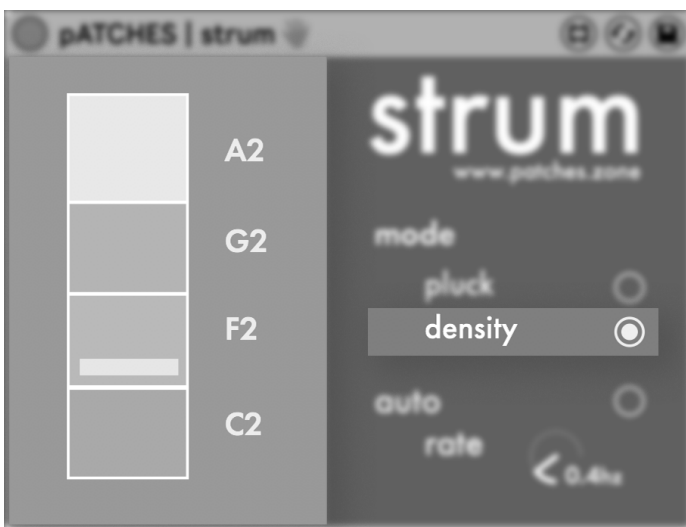 pATCHES | strum
A2
G2
F2
C2
strum
www.patches.zone
mode
pluck
density
auto
rate
0.4hz